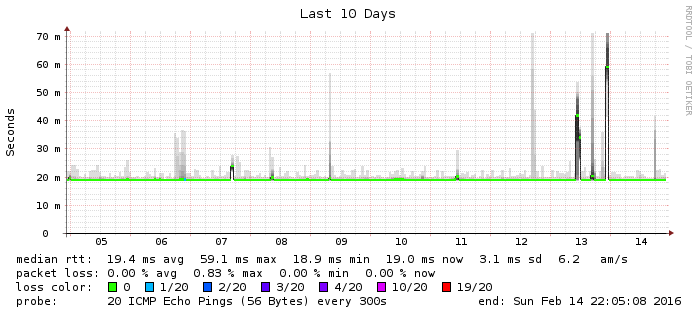 Last 10 Days
RRDTOOL / TOBI OETIKER
Seconds
70 m
60 m
50 m
40 m
30 m
20 m
10 m
0
05 06 07 08 09 10 11 12 13 14
median rtt: 19.4 ms avg 59.1 ms max 18.9 ms min 19.0 ms now 3.1 ms sd 6.2 am/s
packet loss: 0.00 % avg 0.83 % max 0.00 % min 0.00 % now
loss color: 0 1/20 2/20 3/20 4/20 10/20 19/20
probe: 20 ICMP Echo Pings (56 Bytes) every 300s end: Sun Feb 14 22:05:08 2016